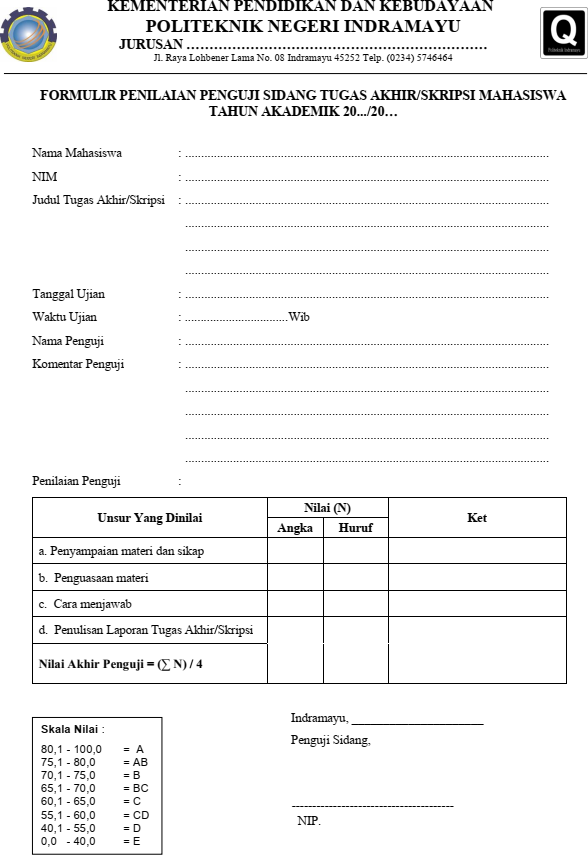 KEMENTERIAN PENDIDIKAN DAN KEBUDAYAAN
POLITEKNIK NEGERI INDRAMAYU
JURUSAN ……………………………………………………
Jl. Raya Lohbener Lama No. 08 Indramayu 45252 Telp. (0234) 5746464
Q
Politeknik Indramayu
FORMULIR PENILAIAN PENGUJI SIDANG TUGAS AKHIR/SKRIPSI MAHASISWA
TAHUN AKADEMIK 20.../20…
Nama Mahasiswa : ....................................................................................................................
NIM : ....................................................................................................................
Judul Tugas Akhir/Skripsi : ....................................................................................................................
....................................................................................................................
....................................................................................................................
....................................................................................................................
Tanggal Ujian : ....................................................................................................................
Waktu Ujian : .................................Wib
Nama Penguji : ....................................................................................................................
Komentar Penguji : ....................................................................................................................
....................................................................................................................
....................................................................................................................
....................................................................................................................
....................................................................................................................
Penilaian Penguji :
Unsur Yang Dinilai Nilai (N) Ket
Angka Huruf
a. Penyampaian materi dan sikap
b. Penguasaan materi
c. Cara menjawab
d. Penulisan Laporan Tugas Akhir/Skripsi
Nilai Akhir Penguji = (∑ N) / 4
Indramayu, ______________________
Penguji Sidang,
----------------------------------------
NIP.
Skala Nilai :
80,1 - 100,0 = A
75,1 - 80,0 = AB
70,1 - 75,0 = B
65,1 - 70,0 = BC
60,1 - 65,0 = C
55,1 - 60,0 = CD
40,1 - 55,0 = D
0,0 - 40,0 = E